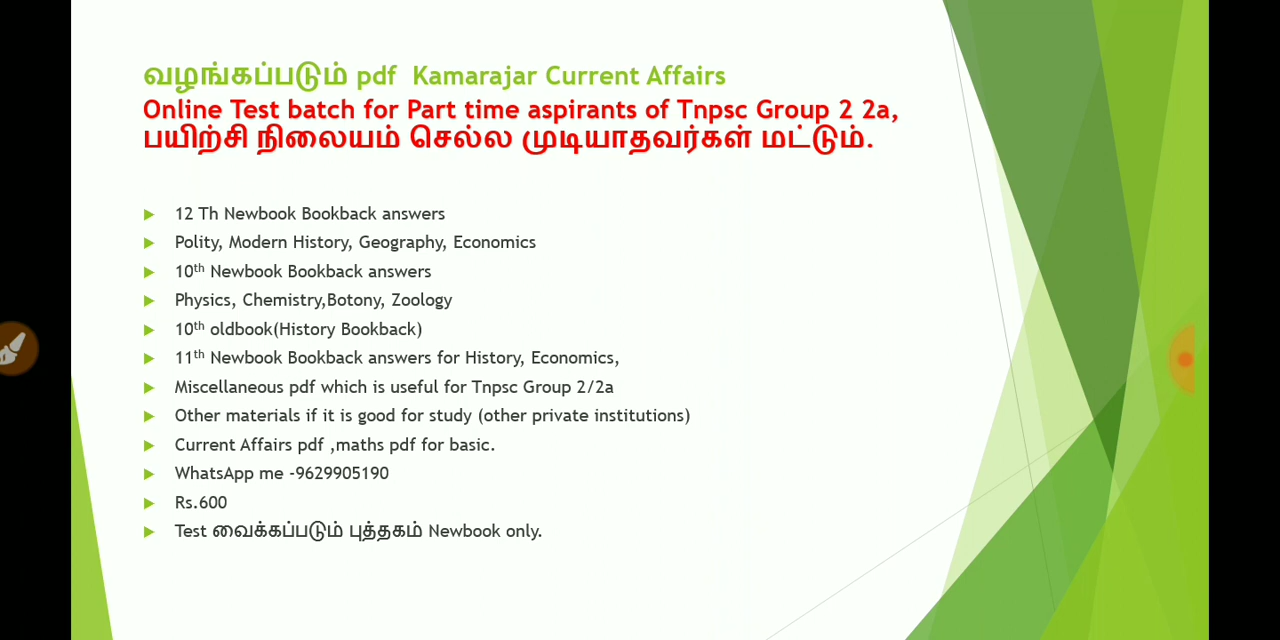 வழங்கப்படும் pdf Kamarajar Current Affairs
Online Test batch for Part time aspirants of Tnpsc Group 2 2a,
பயிற்சி நிலையம் செல்ல முடியாதவர்கள் மட்டும்.
12 Th Newbook Bookback answers
Polity, Modern History, Geography, Economics
10th Newbook Bookback answers
Physics, Chemistry,Botony, Zoology
10th oldbook(History Bookback)
11th Newbook Bookback answers for History, Economics,
Miscellaneous pdf which is useful for Tnpsc Group 2/2a
Other materials if it is good for study (other private institutions)
Current Affairs pdf ,maths pdf for basic.
WhatsApp me -9629905190
Rs.600
Test வைக்கப்படும் புத்தகம் Newbook only.